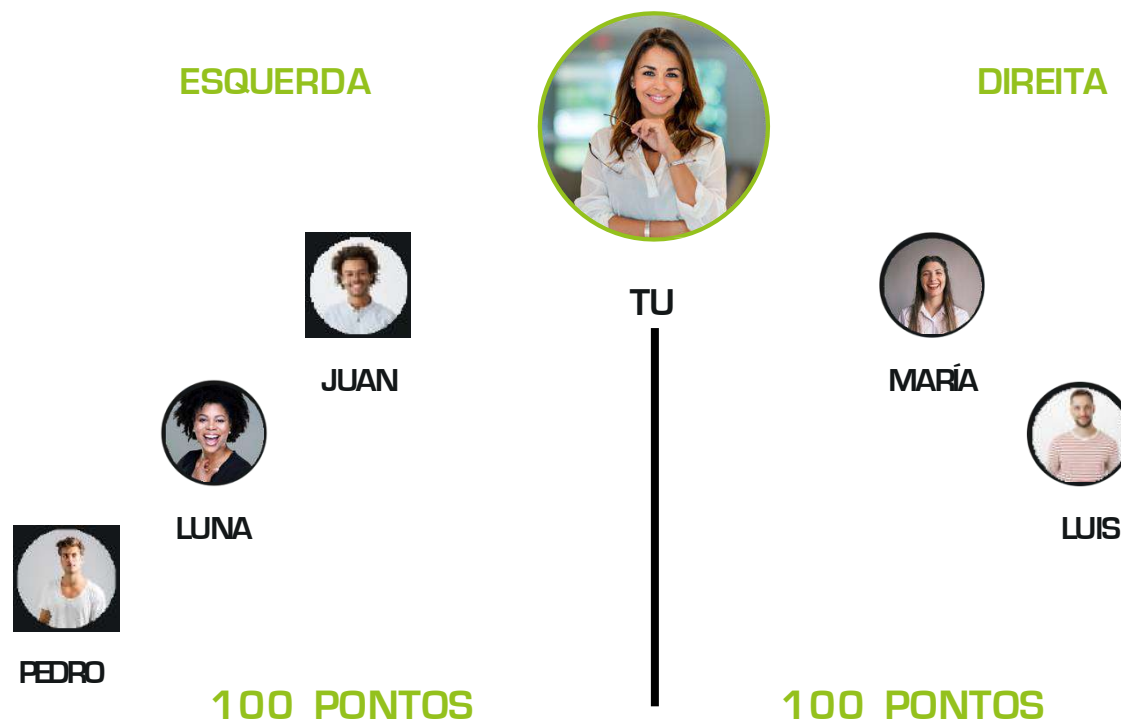 ESQUERDA
DIREITA
TU
JUAN
MARÍA
LUNA
LUIS
PEDRO
100 PONTOS
100 PONTOS